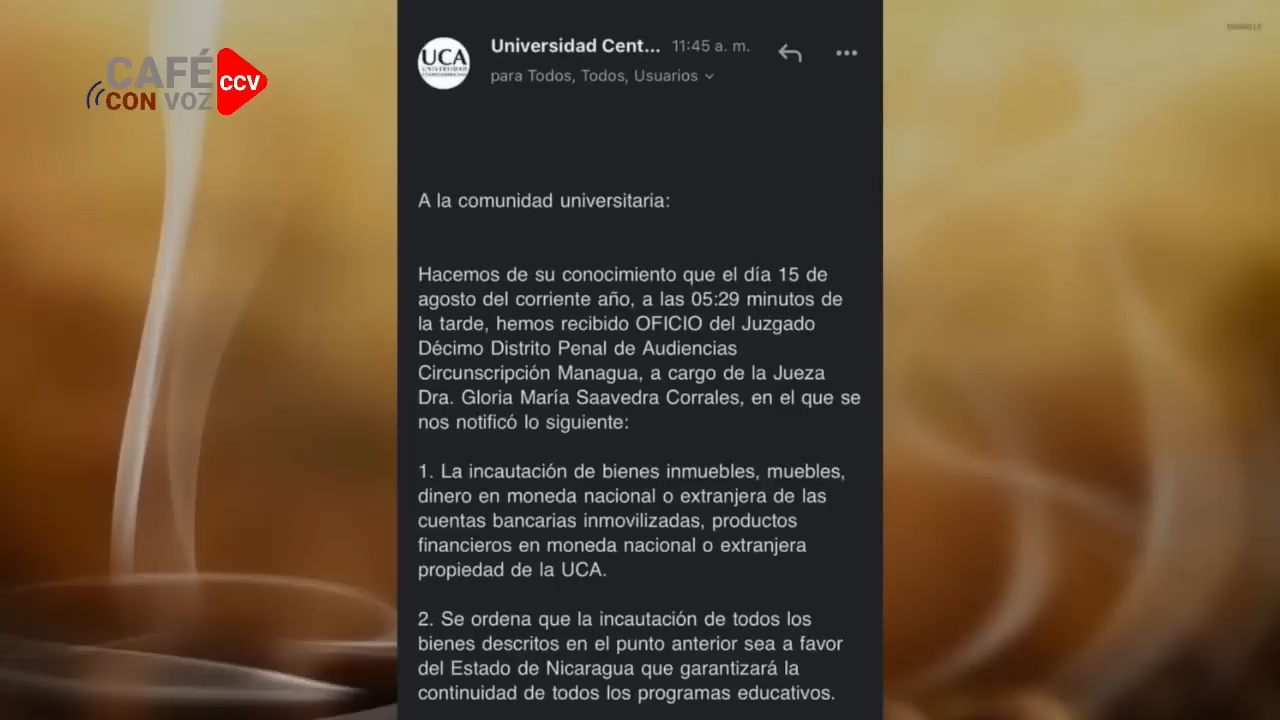 CAFÉ
CON VOZ
CCV
UCA
UNIVERSIDAD
Universidad Cent... 11:45 a. m.
para Todos, Todos, Usuarios
A la comunidad universitaria:
Hacemos de su conocimiento que el día 15 de
agosto del corriente año, a las 05:29 minutos de
la tarde, hemos recibido OFICIO del Juzgado
Décimo Distrito Penal de Audiencias
Circunscripción Managua, a cargo de la Jueza
Dra. Gloria María Saavedra Corrales, en el que se
nos notificó lo siguiente:
1. La incautación de bienes inmuebles, muebles,
dinero en moneda nacional o extranjera de las
cuentas bancarias inmovilizadas, productos
financieros en moneda nacional o extranjera
propiedad de la UCA.
2. Se ordena que la incautación de todos los
bienes descritos en el punto anterior sea a favor
del Estado de Nicaragua que garantizará la
continuidad de todos los programas educativos.